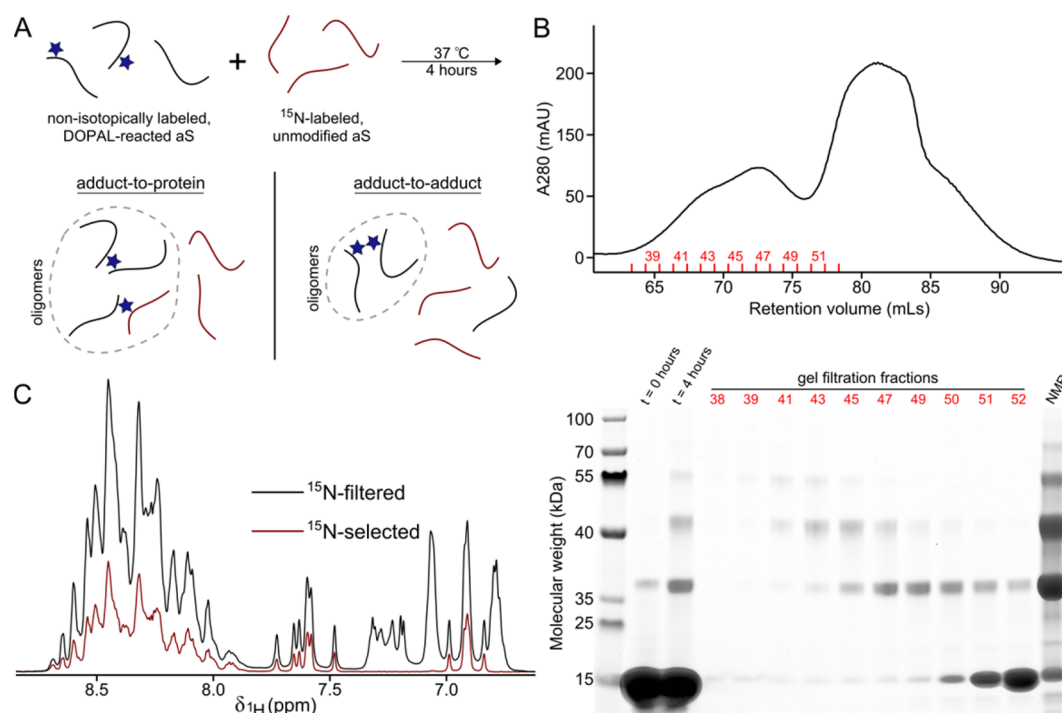 A
+
37 °C
4 hours
non-isotopically labeled,
DOPAL-reacted aS
15N-labeled,
unmodified aS
adduct-to-protein
adduct-to-adduct
oligomers
oligomers
B
A280 (mAU)
200
150
50
0
39 41 43 45 47 49 51
65 70 75 80 85 90
Retention volume (mLs)
C
15N-filtered
15N-selected
8.5 8.0 7.5 7.0
δ1H (ppm)
t = 0 hours
t = 4 hours
gel filtration fractions
NMR
38 39 41 43 45 47 49 50 51 52
Molecular weight (kDa)
100
70
55
40
35
25
15